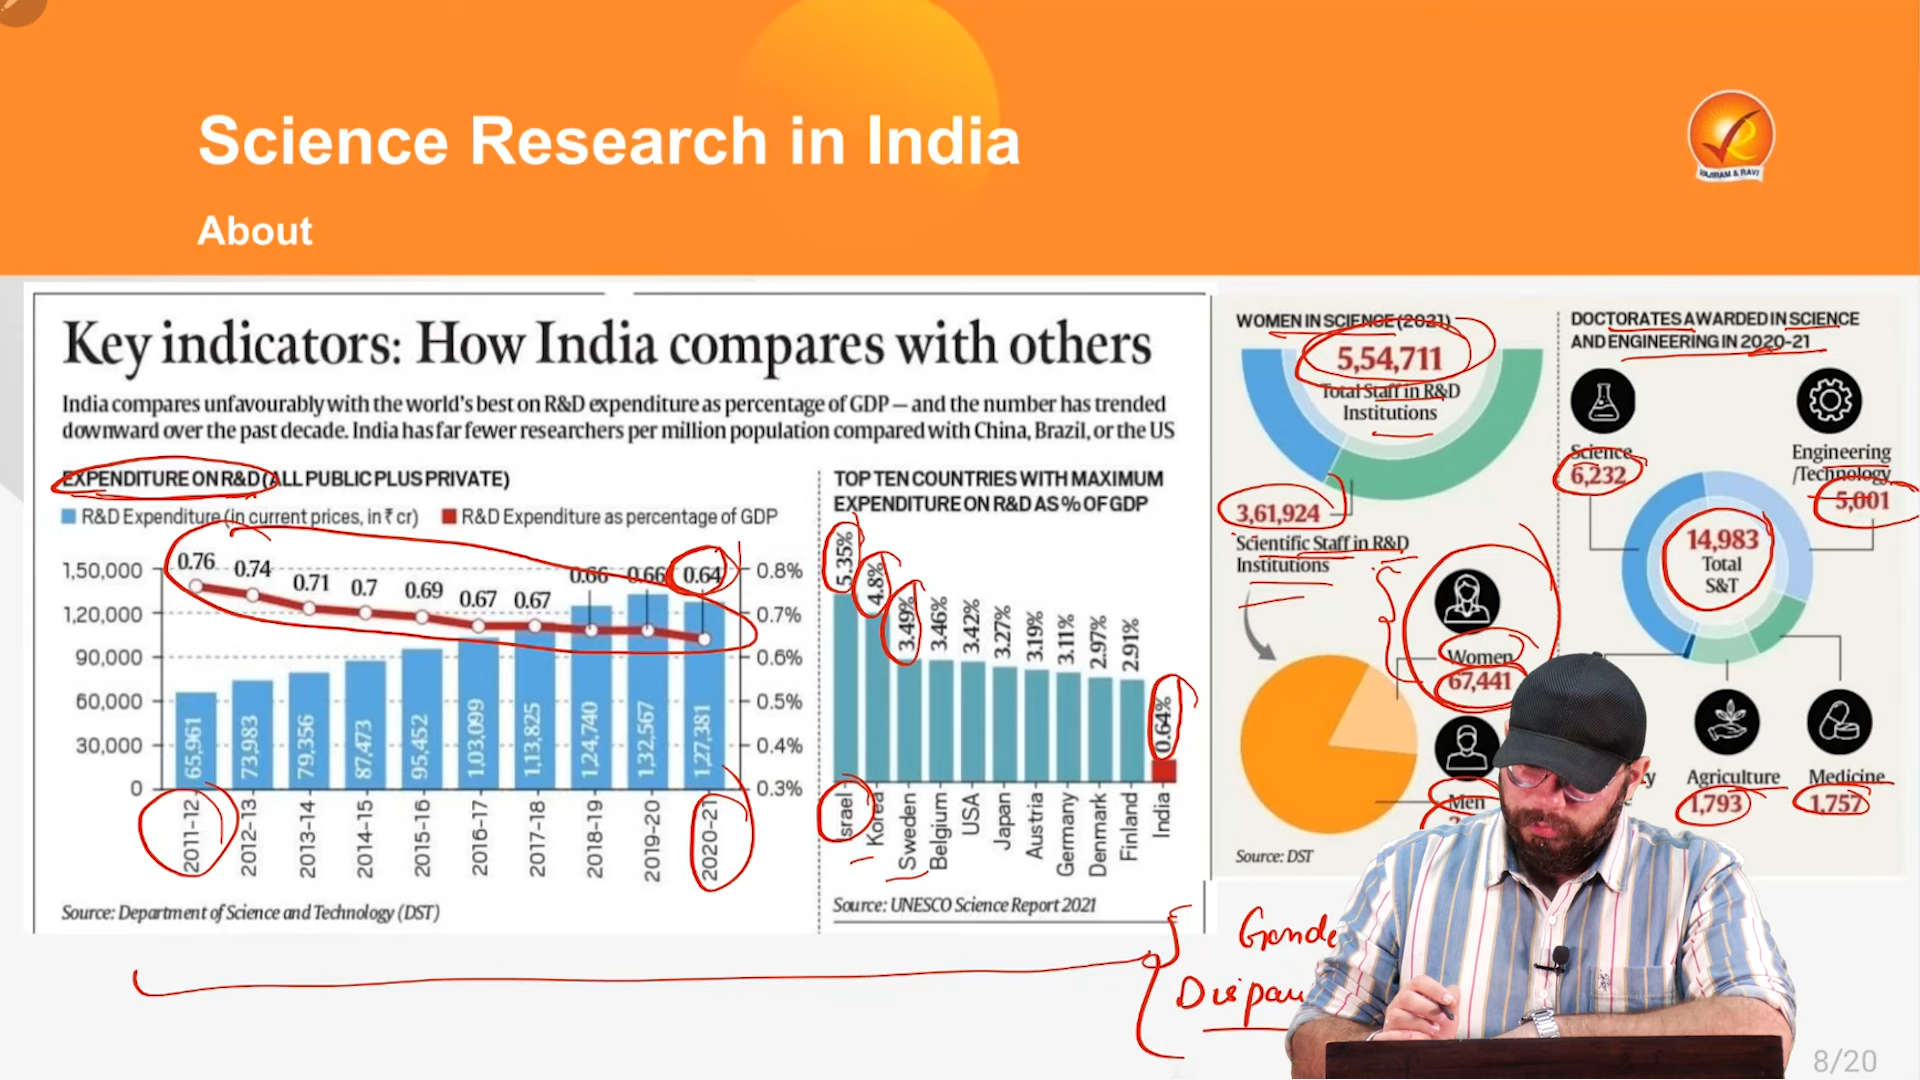 Science Research in India
About
VAJIRAM & RAVI
Key indicators: How India compares with others
India compares unfavourably with the world's best on R&D expenditure as percentage of GDP — and the number has trended
downward over the past decade. India has far fewer researchers per million population compared with China, Brazil, or the US
EXPENDITURE ON R&D (ALL PUBLIC PLUS PRIVATE)
R&D Expenditure (in current prices, in ₹ cr)
R&D Expenditure as percentage of GDP
1,50,000
1,20,000
90,000
60,000
30,000
0
0.76
0.74
0.71
0.7
0.69
0.67
0.67
0.66
0.66
0.64
0.8%
0.7%
0.6%
0.5%
0.4%
0.3%
65,961
73,983
79,356
87,473
95,452
1,03,099
1,13,825
1,24,740
1,32,567
1,27,381
2011-12
2012-13
2013-14
2014-15
2015-16
2016-17
2017-18
2018-19
2019-20
2020-21
Source: Department of Science and Technology (DST)
TOP TEN COUNTRIES WITH MAXIMUM
EXPENDITURE ON R&D AS % OF GDP
5.35%
4.8%
3.49%
3.46%
3.42%
3.27%
3.19%
3.11%
2.97%
2.91%
0.64%
Israel
Korea
Sweden
Belgium
USA
Japan
Austria
Germany
Denmark
Finland
India
Source: UNESCO Science Report 2021
WOMEN IN SCIENCE (2021)
5,54,711
Total Staff in R&D
Institutions
3,61,924
Scientific Staff in R&D
Institutions
Women
67,441
Men
Source: DST
DOCTORATES AWARDED IN SCIENCE
AND ENGINEERING IN 2020-21
Science
6,232
Engineering
/Technology
5,001
14,983
Total
S&T
Agriculture
1,793
Medicine
1,757
Gende
Dispar
8/20